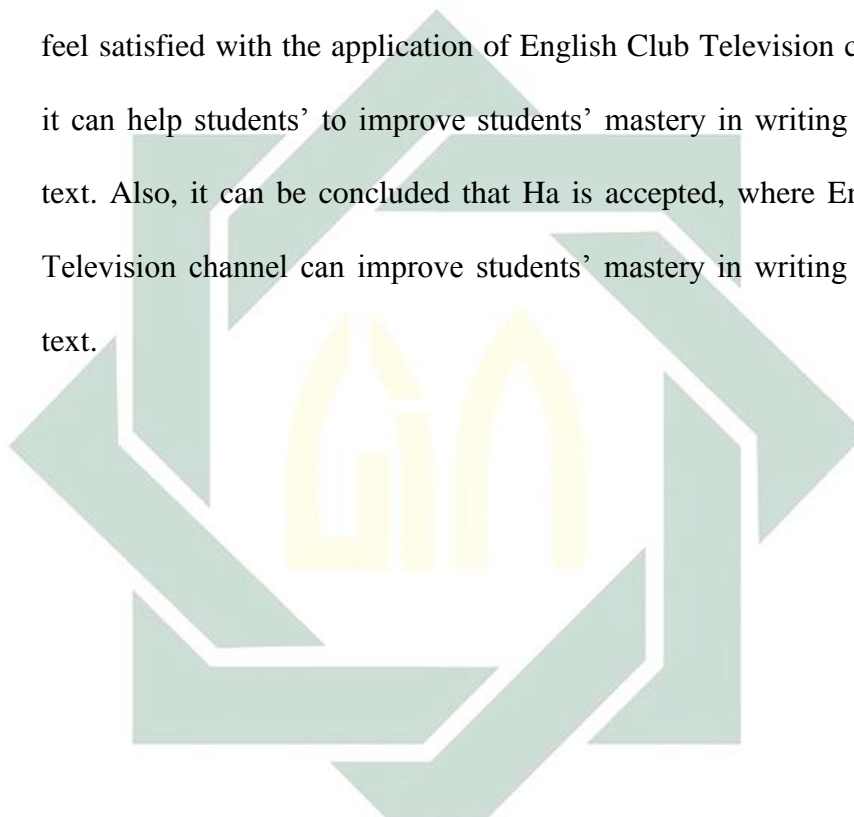 feel satisfied with the application of English Club Television
it can help students’ to improve students’ mastery in writing
text. Also, it can be concluded that Ha is accepted, where
Television channel can improve students’ mastery in writing
text.